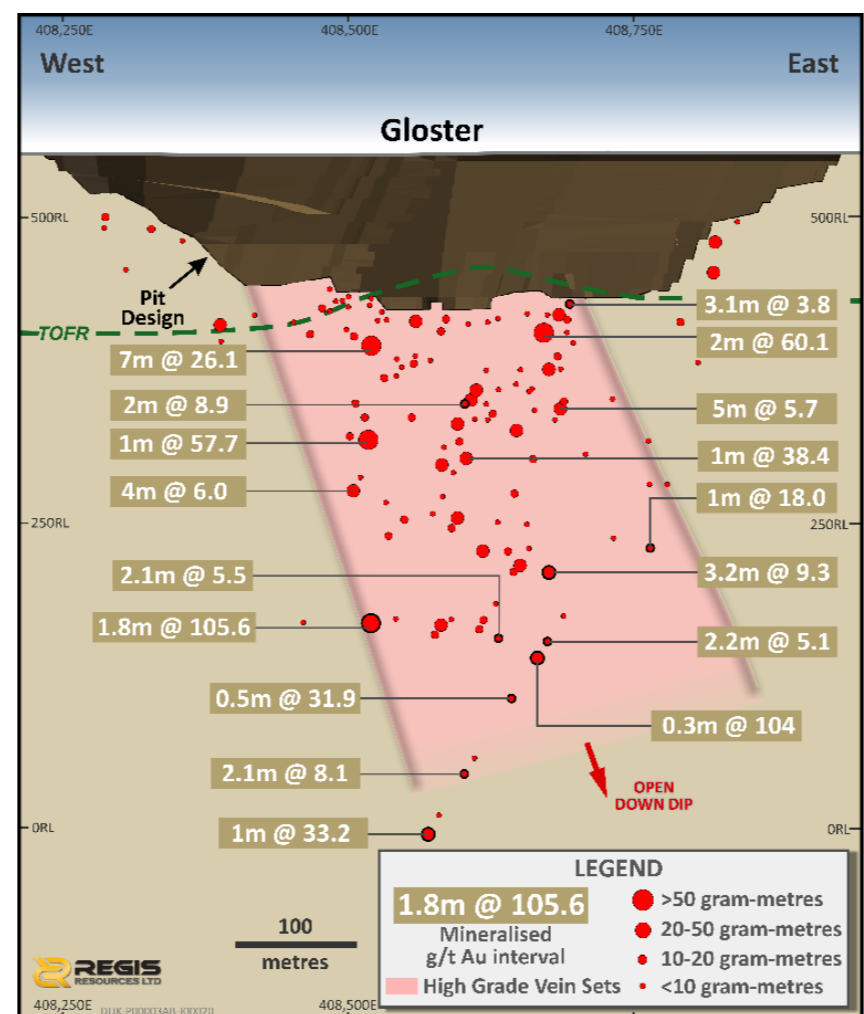 408,250E 408,500E 408,750E
West East
Gloster
500RL 500RL
Pit
Design
TOFR
3.1m @ 3.8
2m @ 60.1
7m @ 26.1
2m @ 8.9
5m @ 5.7
1m @ 57.7
1m @ 38.4
4m @ 6.0
1m @ 18.0
250RL 250RL
2.1m @ 5.5
3.2m @ 9.3
1.8m @ 105.6
2.2m @ 5.1
0.5m @ 31.9
0.3m @ 104
2.1m @ 8.1
OPEN
DOWN DIP
0RL 0RL
1m @ 33.2
LEGEND
1.8m @ 105.6
Mineralised
g/t Au interval
High Grade Vein Sets
>50 gram-metres
20-50 gram-metres
10-20 gram-metres
<10 gram-metres
100
metres
REGIS
RESOURCES LTD
408,250E 408,500E